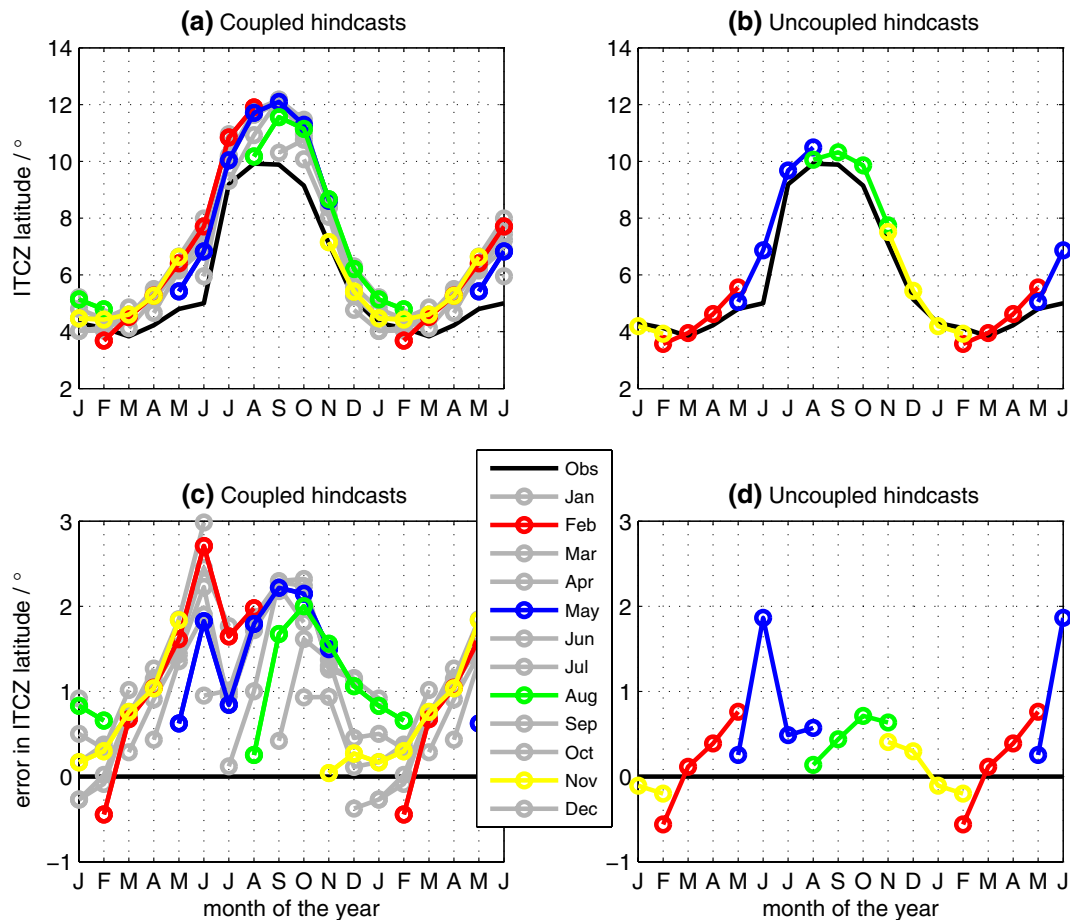 (a) Coupled hindcasts
14
12
10
8
6
4
2
ITCZ latitude / °
J F M A M J J A S O N D J F M A M J
(b) Uncoupled hindcasts
14
12
10
8
6
4
2
J F M A M J J A S O N D J F M A M J
(c) Coupled hindcasts
3
2
1
0
−1
error in ITCZ latitude / °
J F M A M J J A S O N D J F M A M J
month of the year
Obs
Jan
Feb
Mar
Apr
May
Jun
Jul
Aug
Sep
Oct
Nov
Dec
(d) Uncoupled hindcasts
3
2
1
0
−1
J F M A M J J A S O N D J F M A M J
month of the year